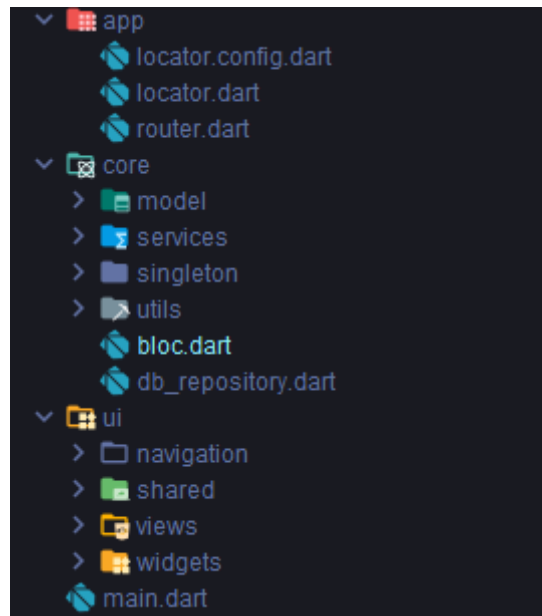 app
locator.config.dart
locator.dart
router.dart
core
model
services
singleton
utils
bloc.dart
db_repository.dart
ui
navigation
shared
views
widgets
main.dart